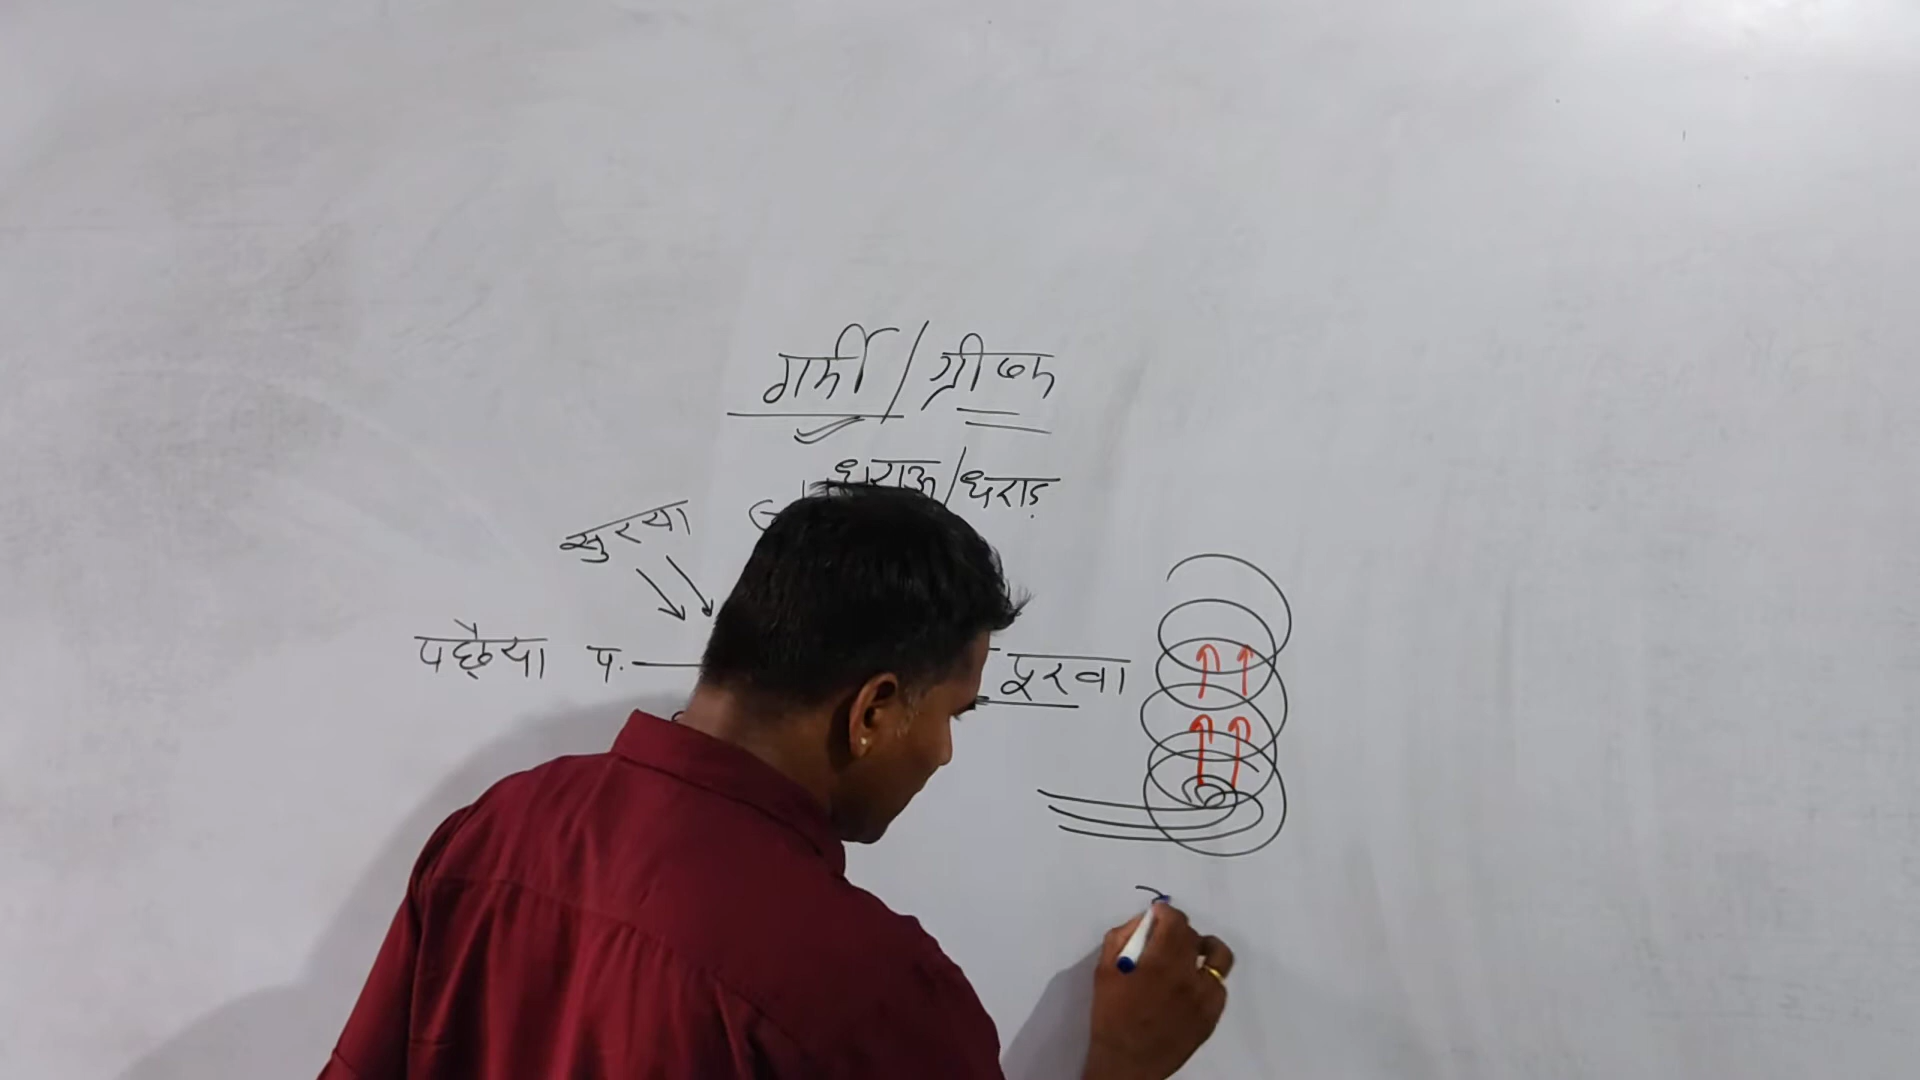 गर्मी / ग्रीष्म
धराऊ / धराड़
सुरया
पछैया प. पूरवा